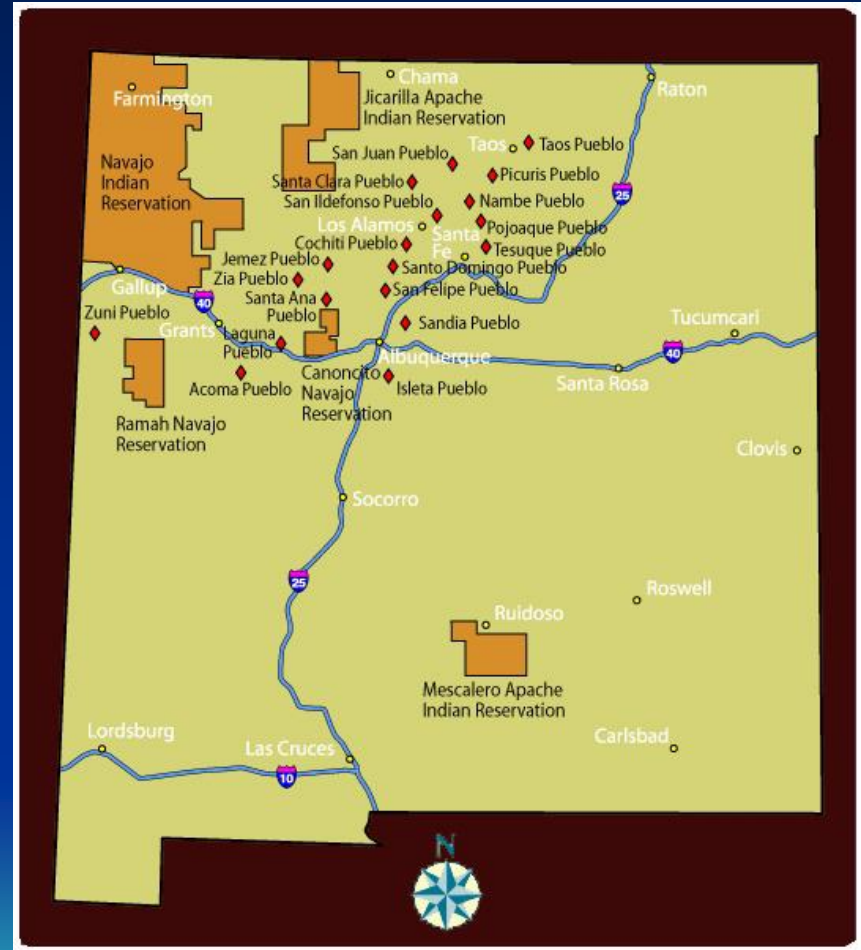 Chama
Raton
Farmington
Jicarilla Apache
Indian Reservation
Taos
Taos Pueblo
San Juan Pueblo
Navajo
Indian
Reservation
Picuris Pueblo
Santa Clara Pueblo
25
San Ildefonso Pueblo
Nambe Pueblo
Los Alamos
Pojoaque Pueblo
Santa
Fe
Cochiti Pueblo
Tesuque Pueblo
Jemez Pueblo
Santo Domingo Pueblo
Zia Pueblo
Gallup
San Felipe Pueblo
Santa Ana
Pueblo
40
Zuni Pueblo
Grants
Sandia Pueblo
Tucumcari
Laguna
Pueblo
Albuquerque
40
Canoncito
Navajo
Reservation
Santa Rosa
Acoma Pueblo
Isleta Pueblo
Ramah Navajo
Reservation
Clovis
Socorro
25
Roswell
Ruidoso
Mescalero Apache
Indian Reservation
Lordsburg
Las Cruces
Carlsbad
10
N